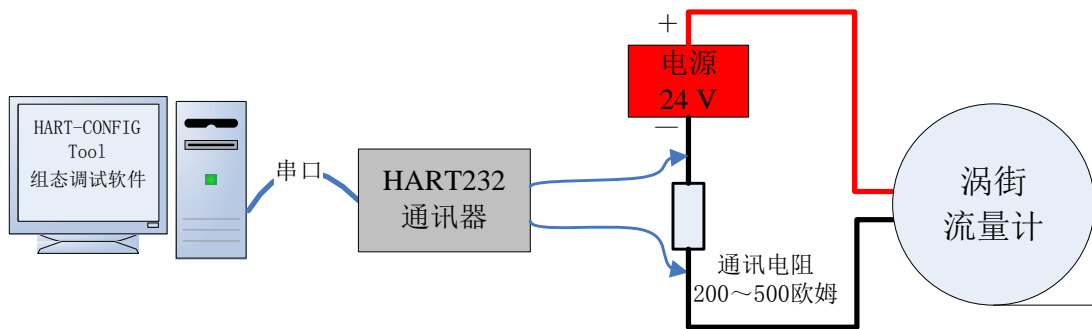 HART-CONFIG
Tool
组态调试软件
串口
HART232
通讯器
+
电源
24 V
—
通讯电阻
200～500欧姆
涡街
流量计